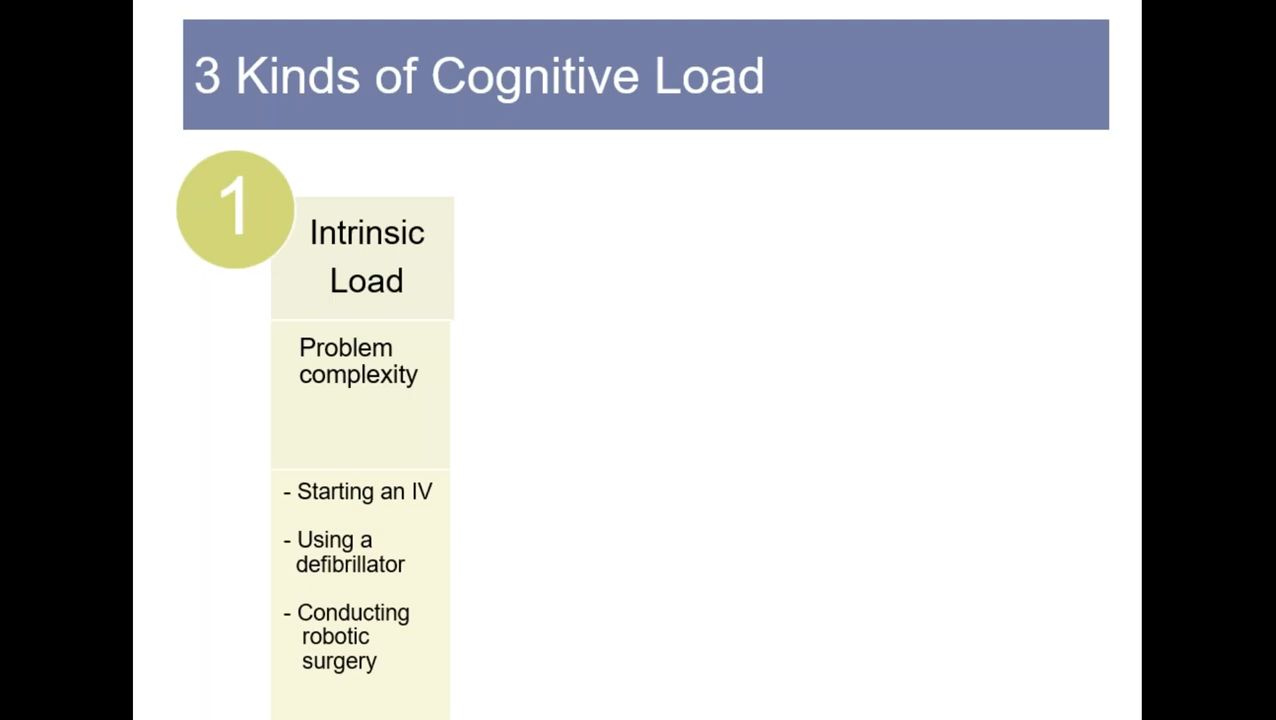 3 Kinds of Cognitive Load
1
Intrinsic
Load
Problem
complexity
- Starting an IV
- Using a
defibrillator
- Conducting
robotic
surgery